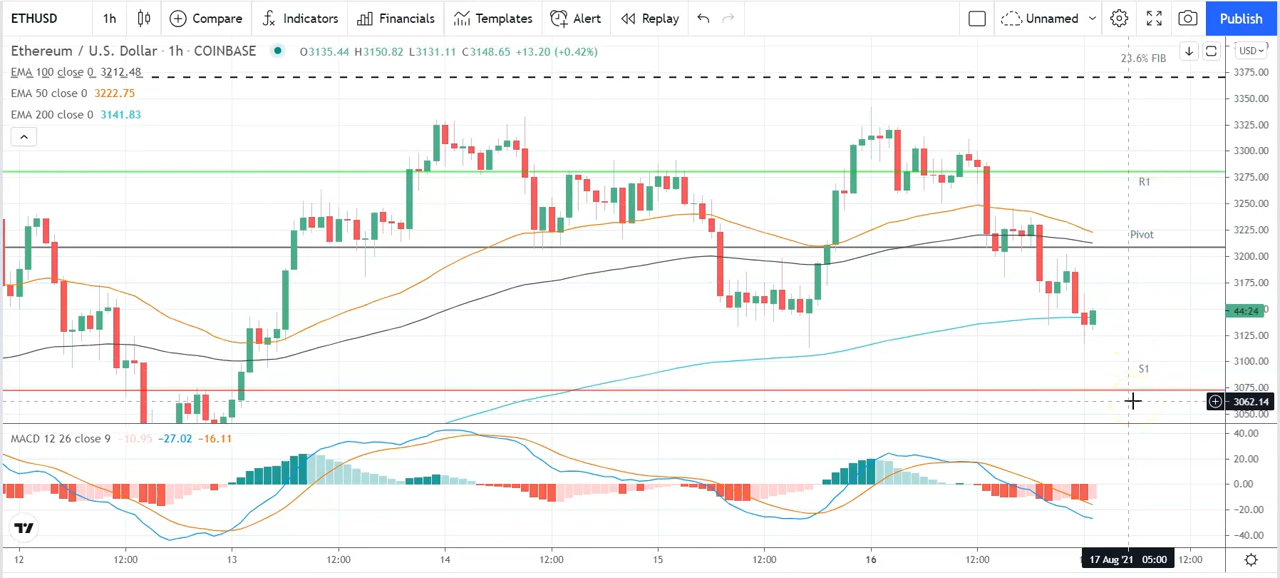 ETHUSD 1h Compare Indicators Financials Templates Alert Replay Unnamed Publish
Ethereum / U.S. Dollar · 1h · COINBASE O3135.44 H3150.82 L3131.11 C3148.65 +13.20 (+0.42%)
23.6% FIB
USD
EMA 100 close 0 3212.48
EMA 50 close 0 3222.75
EMA 200 close 0 3141.83
3375.00
3350.00
3325.00
3300.00
3275.00
R1
3250.00
3225.00
Pivot
3200.00
3175.00
44:24
3125.00
3100.00
S1
3075.00
3062.14
3050.00
MACD 12 26 close 9 -10.95 -27.02 -16.11
40.00
20.00
0.00
-20.00
-40.00
12 12:00 13 12:00 14 12:00 15 12:00 16 12:00 17 Aug '21 05:00 12:00